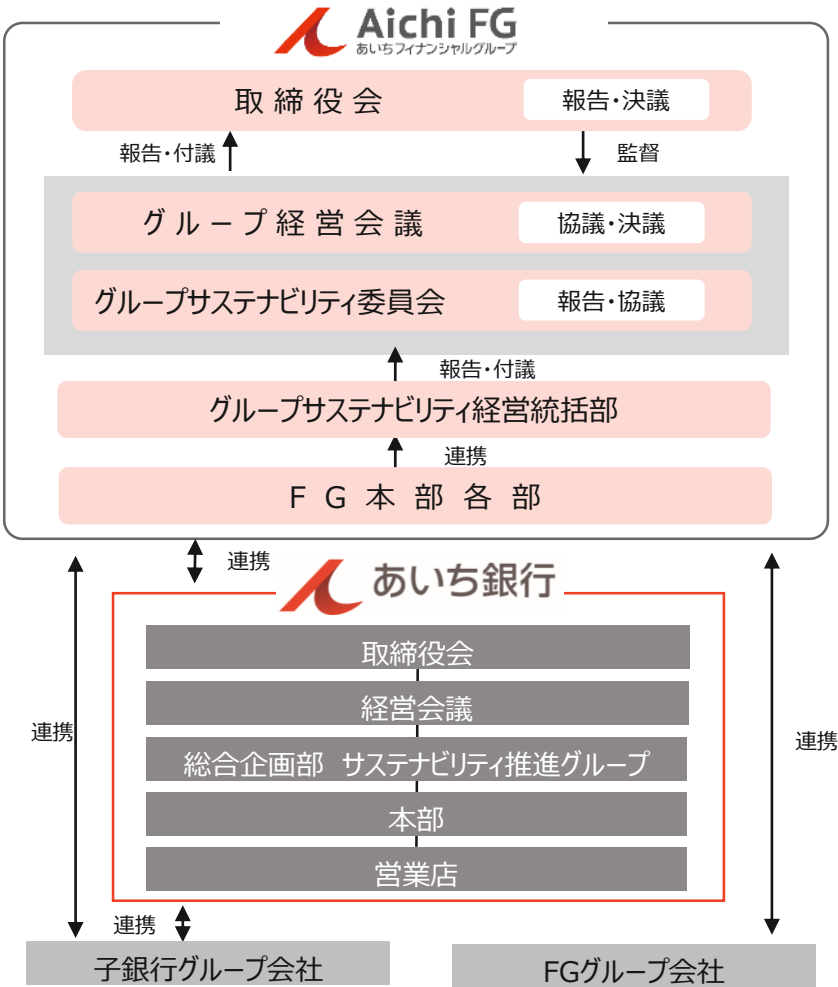 Aichi FG
あいちフィナンシャルグループ
取締役会 報告・決議
報告・付議 監督
グループ経営会議 協議・決議
グループサステナビリティ委員会 報告・協議
報告・付議
グループサステナビリティ経営統括部
連携
FG本部各部
連携 あいち銀行
取締役会
経営会議
連携 総合企画部 サステナビリティ推進グループ 連携
本部
営業店
連携
子銀行グループ会社 FGグループ会社